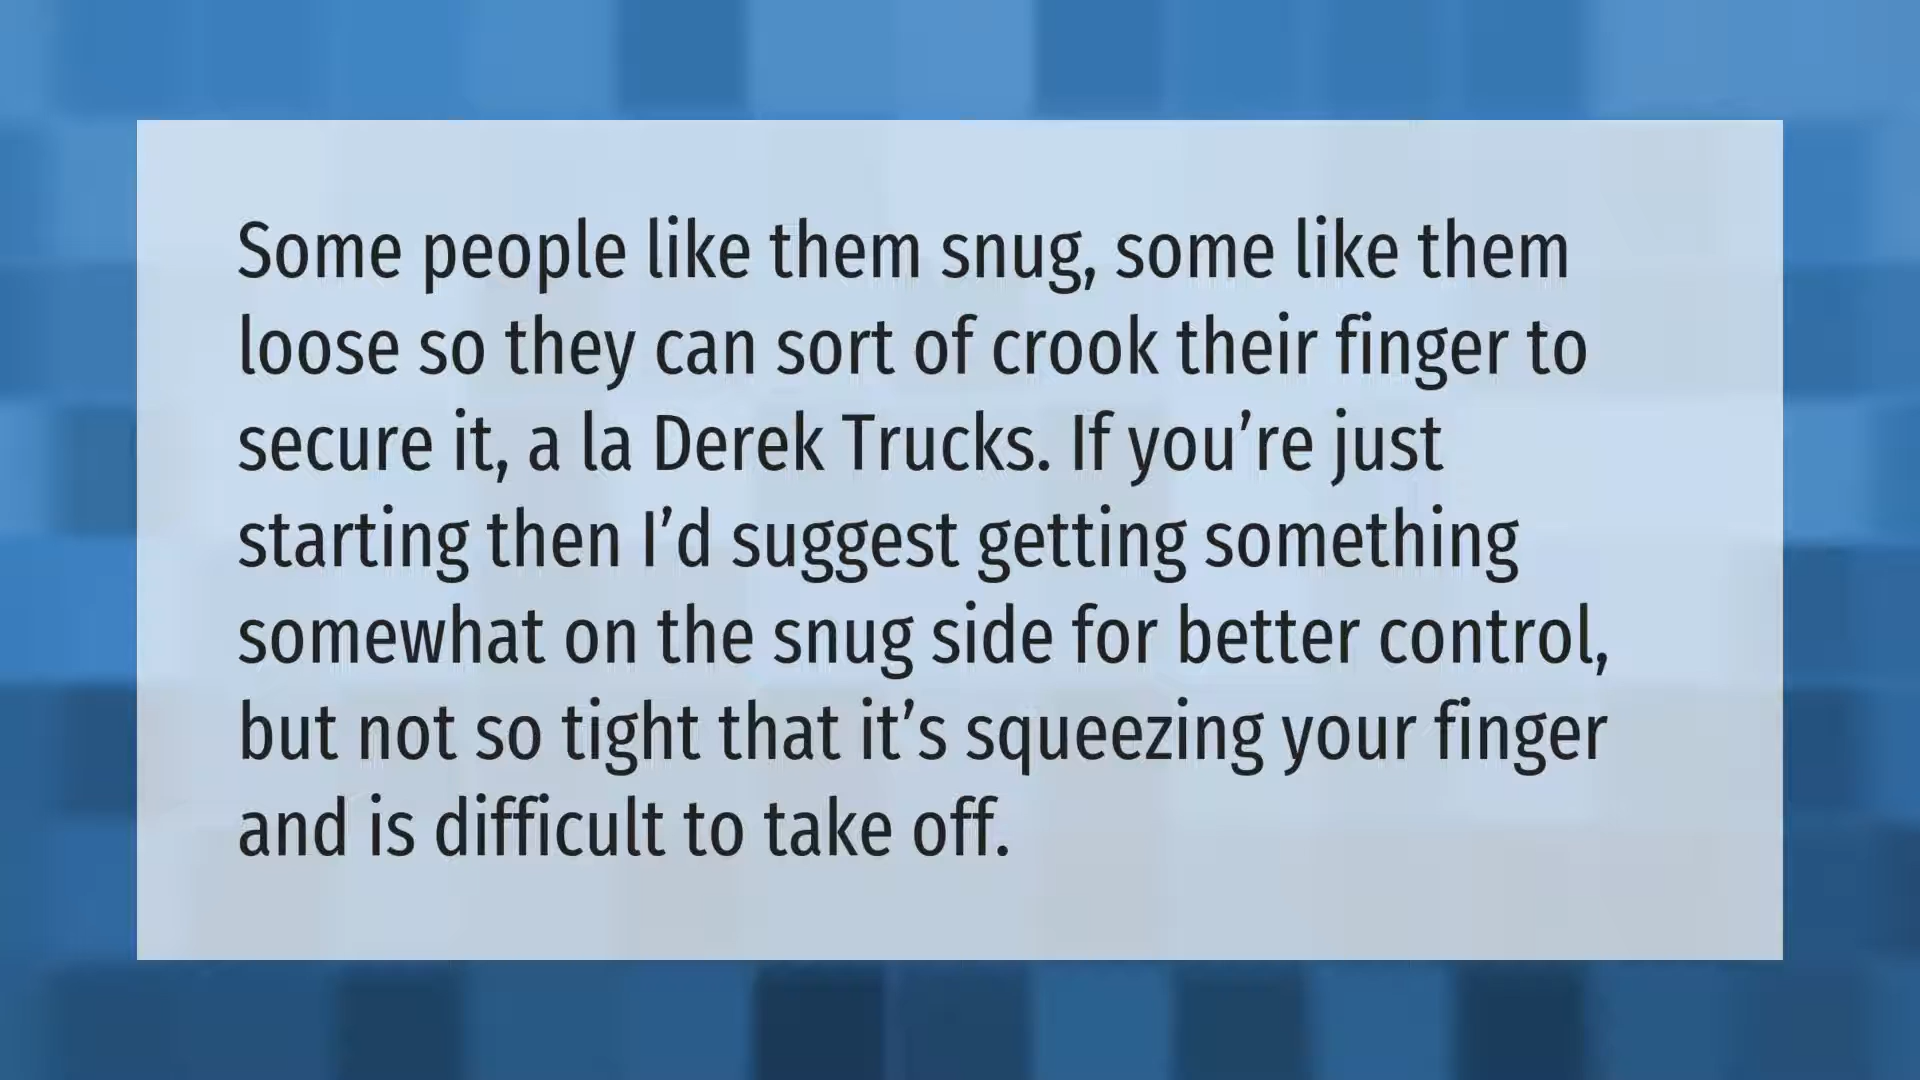 Some people like them snug, some like them
loose so they can sort of crook their finger to
secure it, a la Derek Trucks. If you’re just
starting then I’d suggest getting something
somewhat on the snug side for better control,
but not so tight that it’s squeezing your finger
and is difficult to take off.